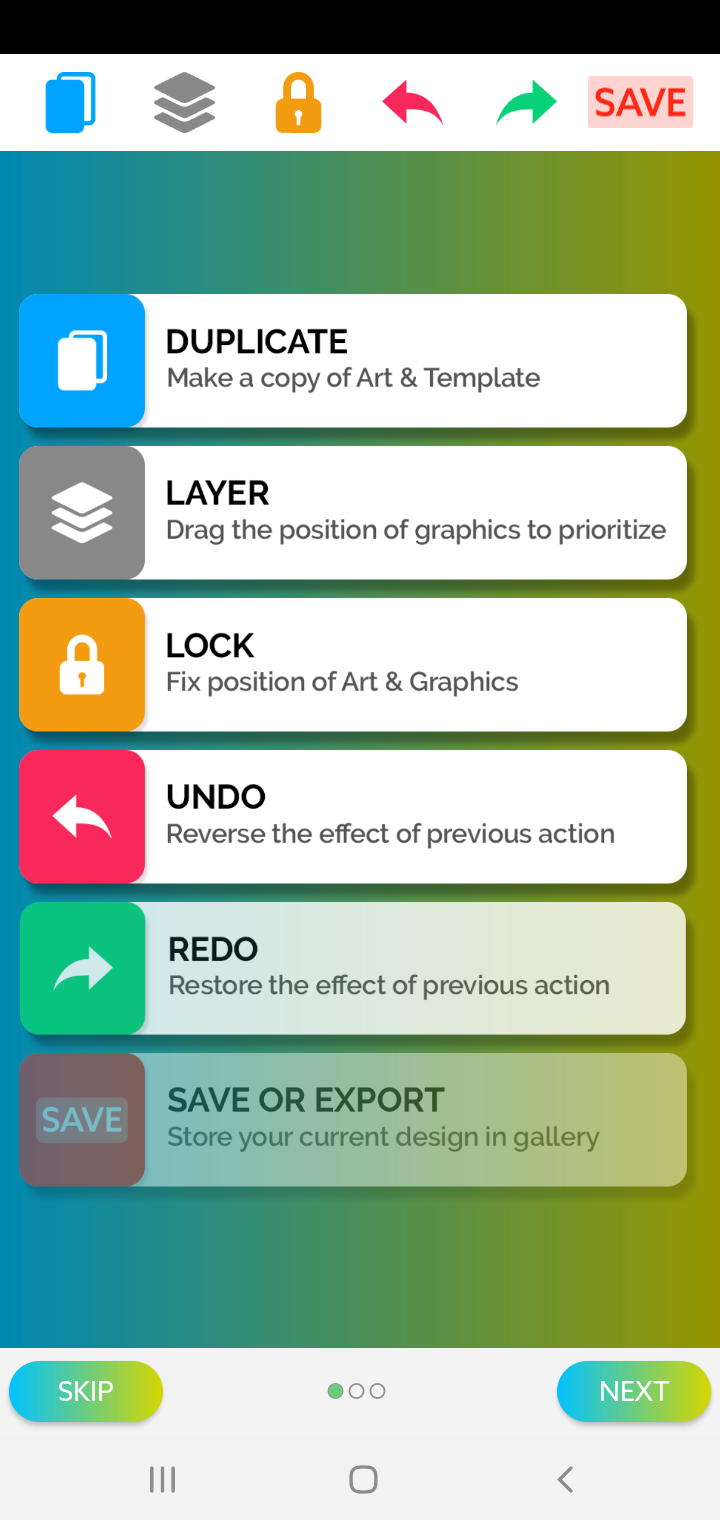 SAVE
DUPLICATE
Make a copy of Art & Template
LAYER
Drag the position of graphics to prioritize
LOCK
Fix position of Art & Graphics
UNDO
Reverse the effect of previous action
REDO
Restore the effect of previous action
SAVE
SAVE OR EXPORT
Store your current design in gallery
SKIP
NEXT